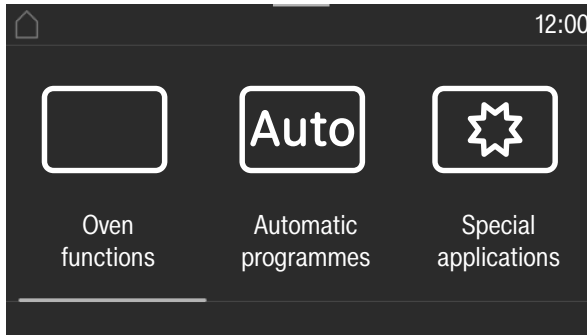 12:00
Auto
Oven
functions
Automatic
programmes
Special
applications